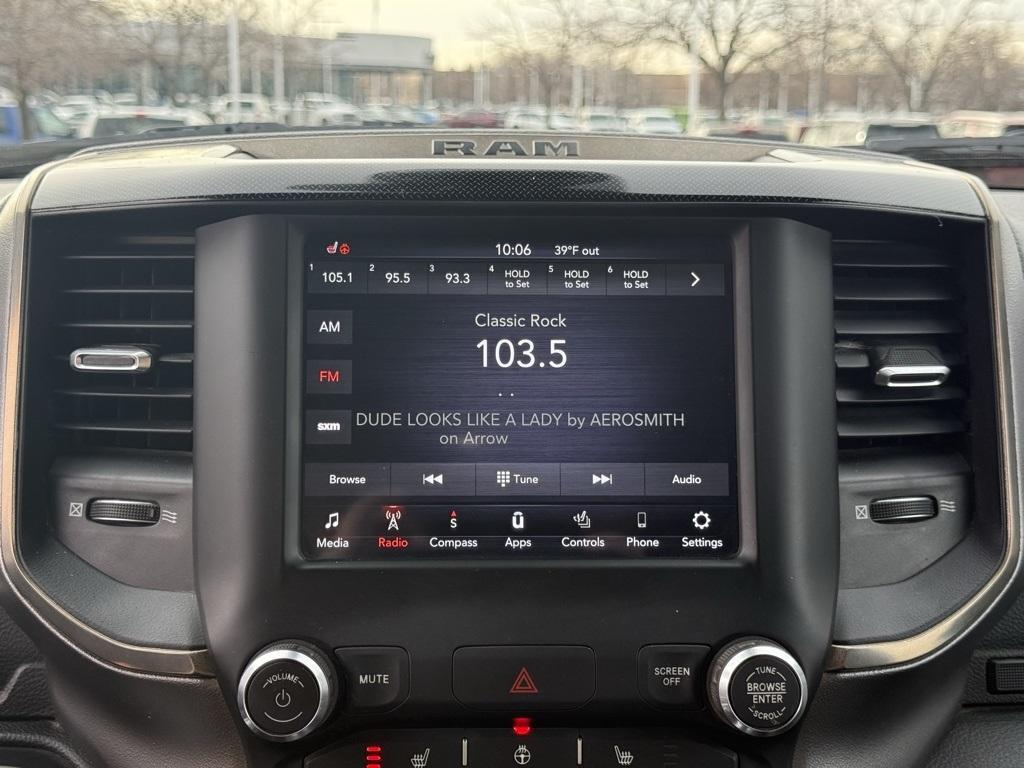 RAM
10:06 39°F out
1 105.1 2 95.5 3 93.3 4 HOLD to Set 5 HOLD to Set 6 HOLD to Set
AM
Classic Rock
103.5
FM
sxm
DUDE LOOKS LIKE A LADY by AEROSMITH
on Arrow
Browse Tune Audio
S
Media Radio Compass Apps Controls Phone Settings
VOLUME
MUTE
SCREEN
OFF
TUNE
BROWSE
ENTER
SCROLL